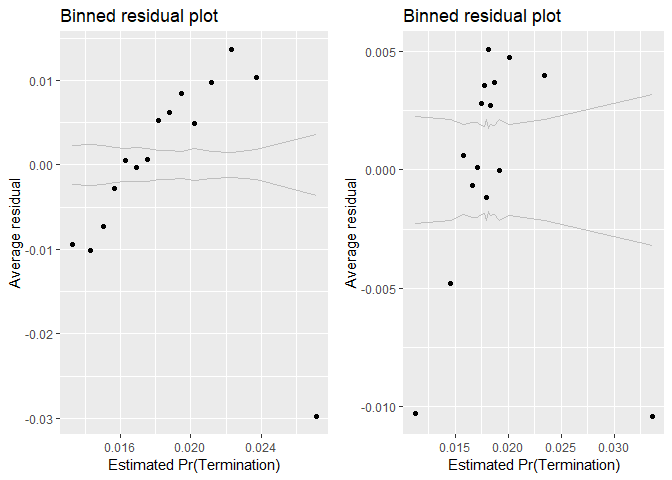 Binned residual plot
0.01
0.00
-0.01
-0.02
-0.03
Average residual
0.016
0.020
0.024
Estimated Pr(Termination)
Binned residual plot
0.005
0.000
-0.005
-0.010
Average residual
0.015
0.020
0.025
0.030
Estimated Pr(Termination)